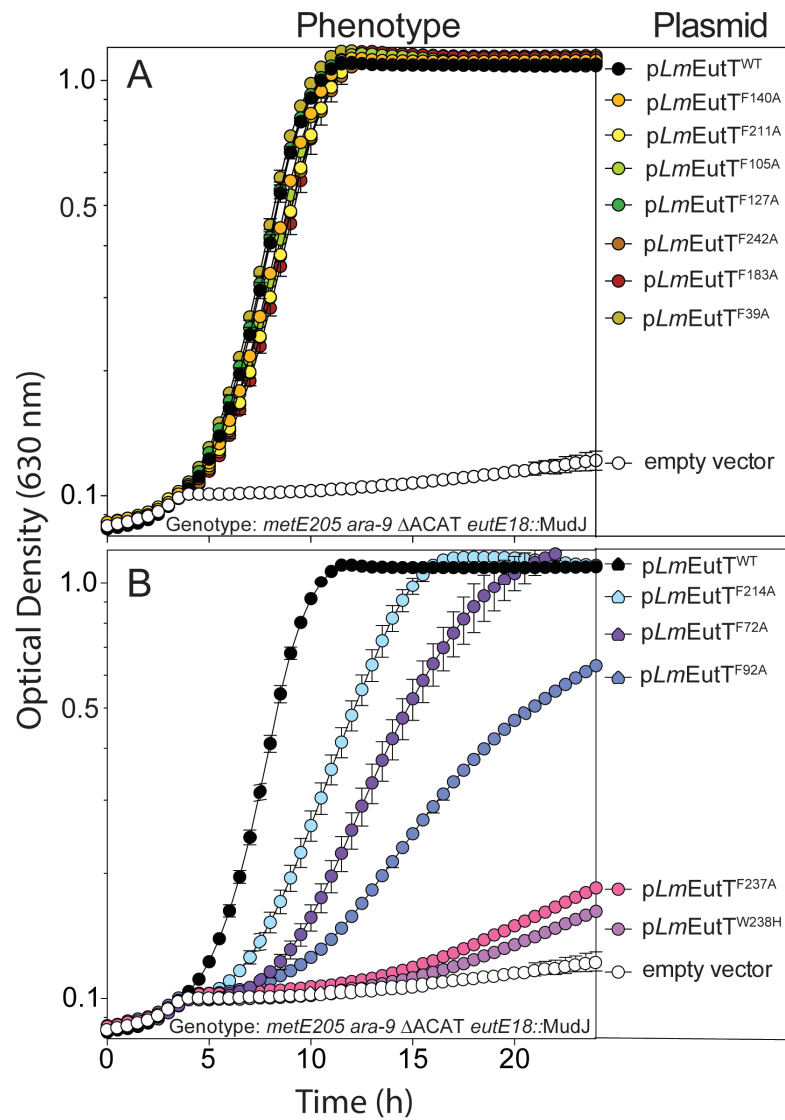 Phenotype Plasmid
A
1.0
0.5
0.1
pLmEutT^WT
pLmEutT^F140A
pLmEutT^F211A
pLmEutT^F105A
pLmEutT^F127A
pLmEutT^F242A
pLmEutT^F183A
pLmEutT^F39A
empty vector
Genotype: metE205 ara-9 ΔACAT eutE18::MudJ
Optical Density (630 nm)
B
1.0
0.5
0.1
pLmEutT^WT
pLmEutT^F214A
pLmEutT^F72A
pLmEutT^F92A
pLmEutT^F237A
pLmEutT^W238H
empty vector
Genotype: metE205 ara-9 ΔACAT eutE18::MudJ
0 5 10 15 20
Time (h)